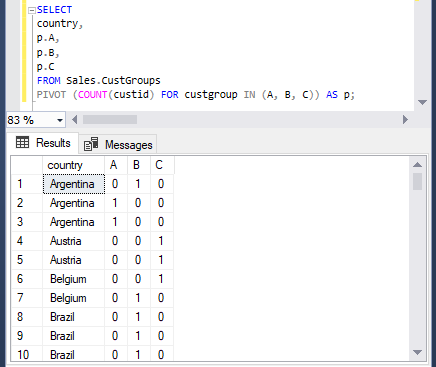 SELECT
country,
p.A,
p.B,
p.C
FROM Sales.CustGroups
PIVOT (COUNT(custid) FOR custgroup IN (A, B, C)) AS p;
83 %
Results Messages
country A B C
1 Argentina 0 1 0
2 Argentina 1 0 0
3 Argentina 1 0 0
4 Austria 0 0 1
5 Austria 0 0 1
6 Belgium 0 0 1
7 Belgium 0 1 0
8 Brazil 0 1 0
9 Brazil 0 1 0
10 Brazil 0 1 0